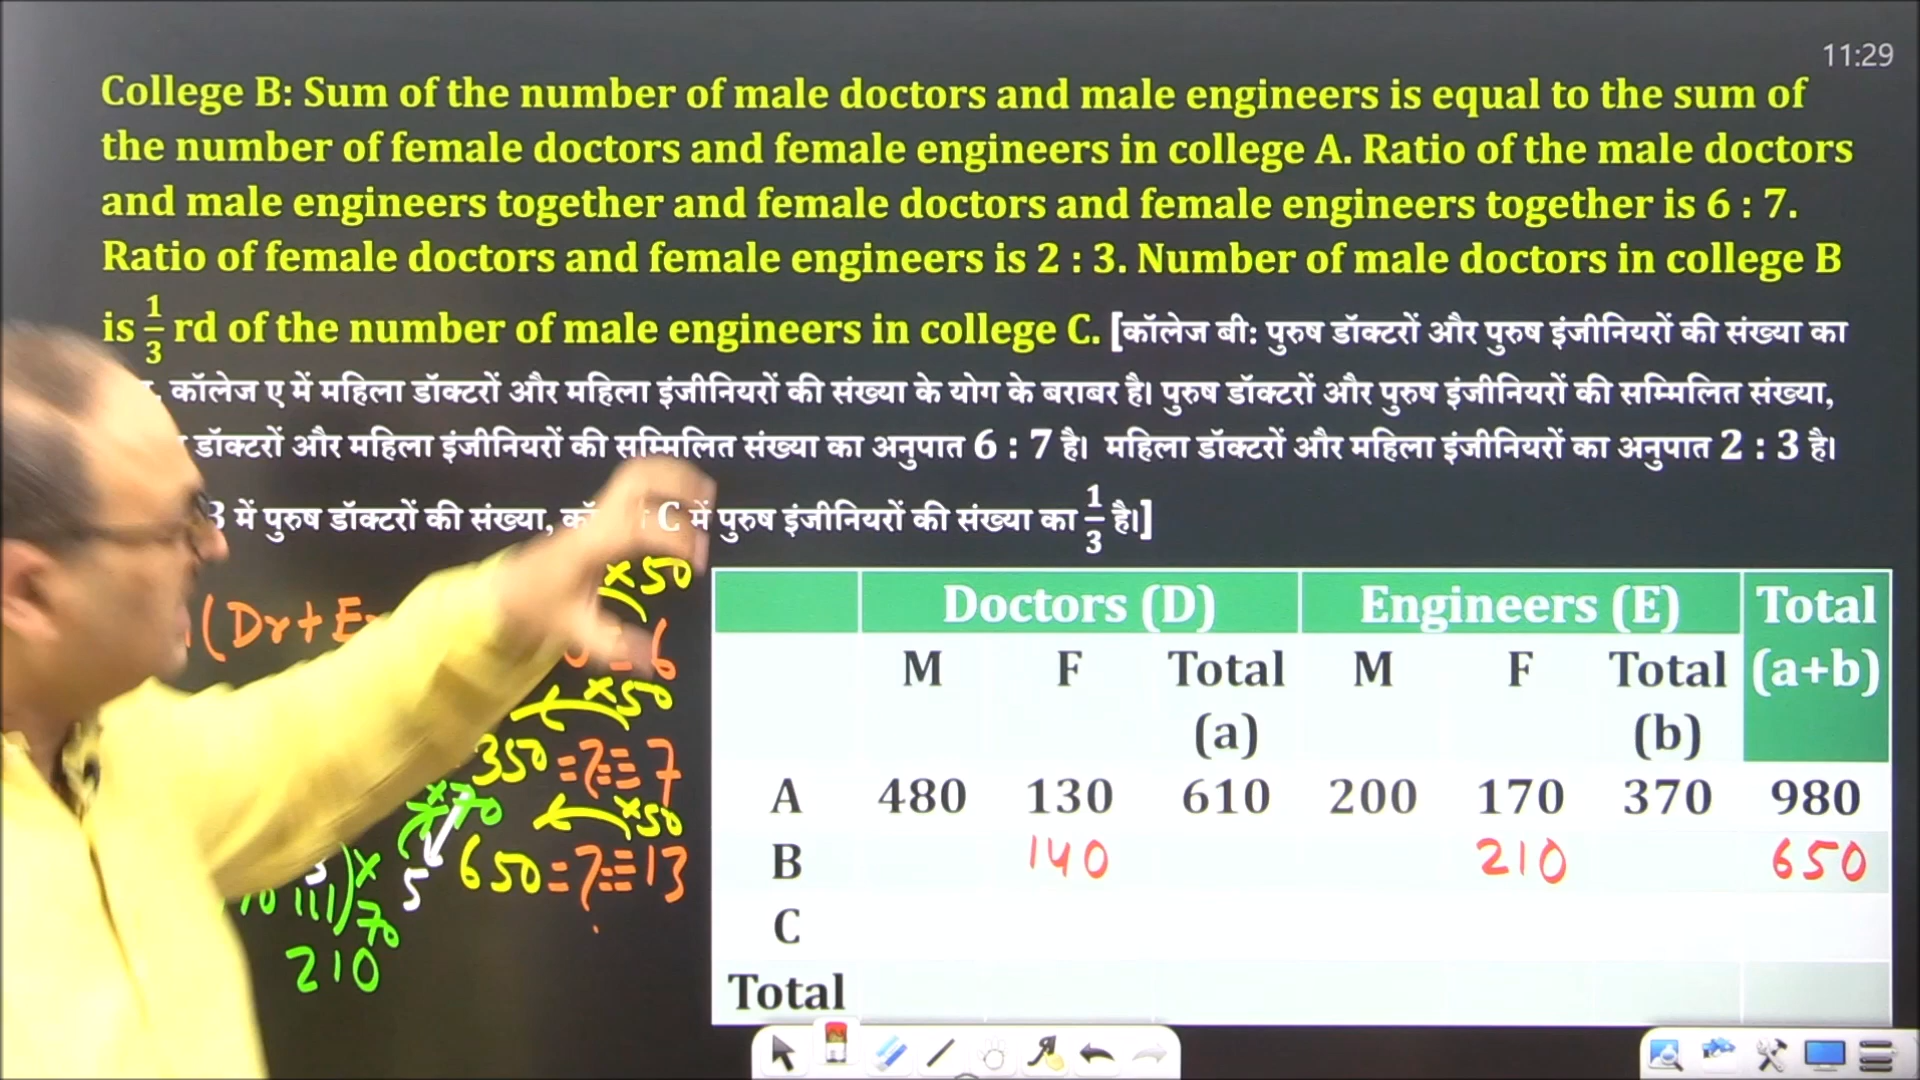 11:29
College B: Sum of the number of male doctors and male engineers is equal to the sum of
the number of female doctors and female engineers in college A. Ratio of the male doctors
and male engineers together and female doctors and female engineers together is 6 : 7.
Ratio of female doctors and female engineers is 2 : 3. Number of male doctors in college B
is 1/3 rd of the number of male engineers in college C. [कॉलेज बी: पुरुष डॉक्टरों और पुरुष इंजीनियरों की संख्या का
कॉलेज ए में महिला डॉक्टरों और महिला इंजीनियरों की संख्या के योग के बराबर है। पुरुष डॉक्टरों और पुरुष इंजीनियरों की सम्मिलित संख्या,
डॉक्टरों और महिला इंजीनियरों की सम्मिलित संख्या का अनुपात 6 : 7 है। महिला डॉक्टरों और महिला इंजीनियरों का अनुपात 2 : 3 है।
B में पुरुष डॉक्टरों की संख्या, C में पुरुष इंजीनियरों की संख्या का 1/3 है।]
×50
(Dr+E
= 6
×50
350 =?≡ 7
×70 ×50
5 650 =?≡ 13
70
210
Doctors (D) Engineers (E) Total
M F Total M F Total (a+b)
(a) (b)
A 480 130 610 200 170 370 980
B 140 210 650
C
Total